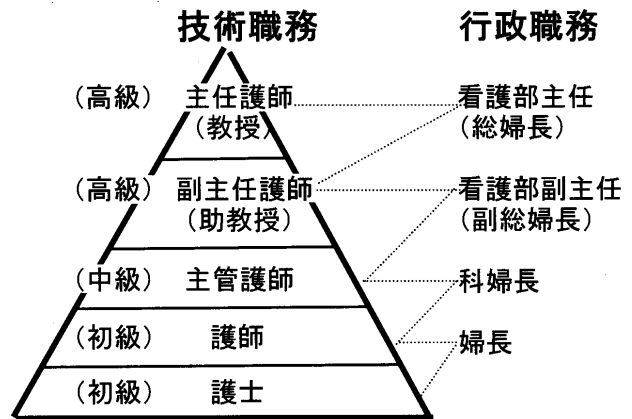 技術職務 行政職務
(高級) 主任護師 看護部主任
(教授) (総婦長)
(高級) 副主任護師 看護部副主任
(助教授) (副総婦長)
(中級) 主管護師 科婦長
(初級) 護師 婦長
(初級) 護士